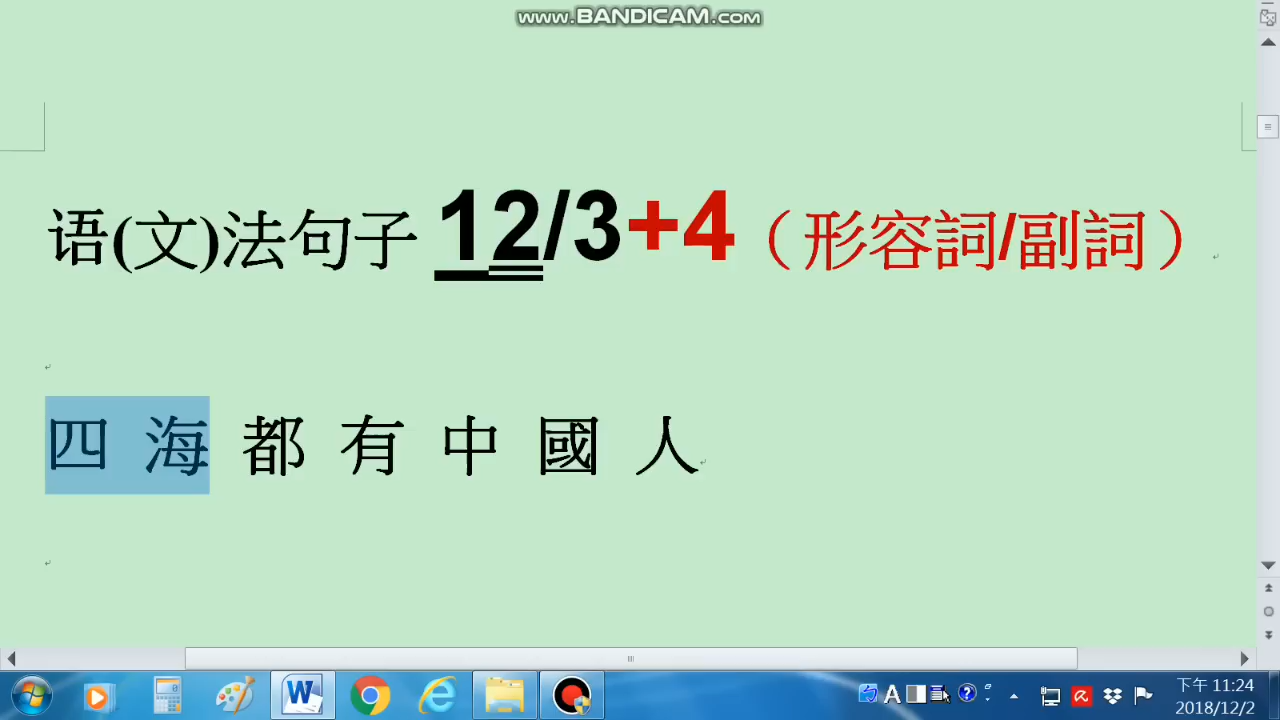 www.BANDICAM.com
语(文)法句子 12/3+4（形容詞/副詞）
四 海 都 有 中 國 人
下午 11:24
2018/12/2